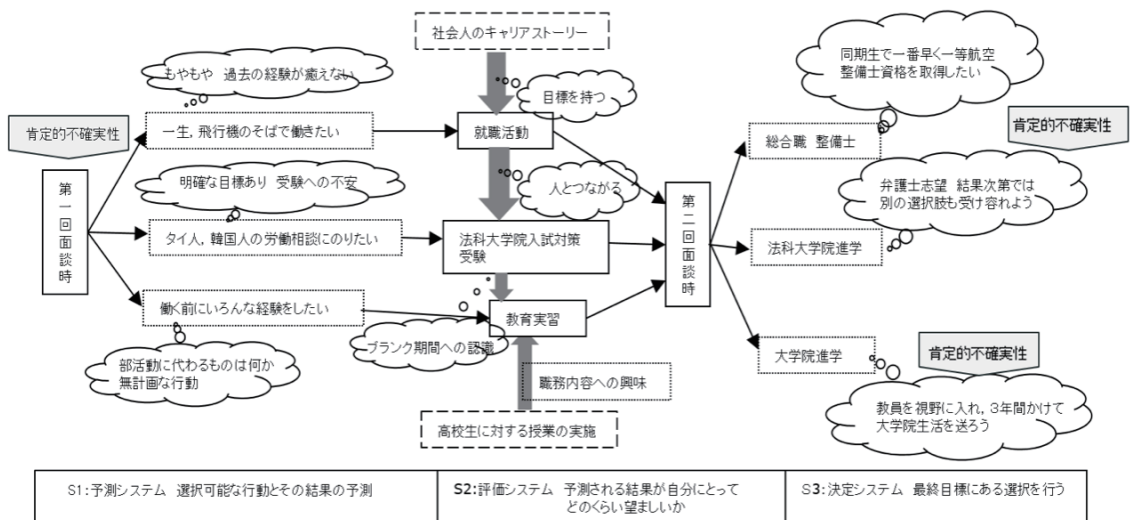 社会人のキャリアストーリー
もやもや 過去の経験が癒えない
目標を持つ
同期生で一番早く一等航空
整備士資格を取得したい
肯定的不確実性
一生，飛行機のそばで働きたい
就職活動
総合職 整備士
肯定的不確実性
第一回面談時
明確な目標あり 受験への不安
人とつながる
第二回面談時
弁護士志望 結果次第では
別の選択肢も受け容れよう
タイ人，韓国人の労働相談にのりたい
法科大学院入試対策
受験
法科大学院進学
働く前にいろんな経験をしたい
教育実習
ブランク期間への認識
大学院進学
肯定的不確実性
部活動に代わるものは何か
無計画な行動
職務内容への興味
教員を視野に入れ，３年間かけて
大学院生活を送ろう
高校生に対する授業の実施
S1：予測システム 選択可能な行動とその結果の予測
S2：評価システム 予測される結果が自分にとって
どのくらい望ましいか
S3：決定システム 最終目標にある選択を行う